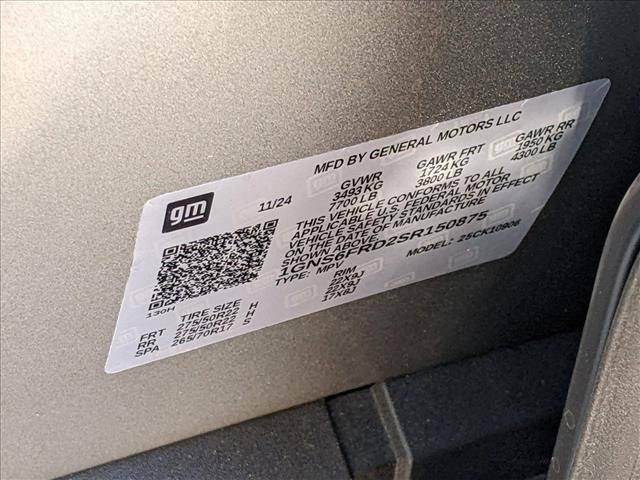 MFD BY GENERAL MOTORS LLC
gm
11/24
GVWR GAWR FRT GAWR RR
3493 KG 1724 KG 1950 KG
7700 LB 3800 LB 4300 LB
THIS VEHICLE CONFORMS TO ALL
APPLICABLE U.S. FEDERAL MOTOR
VEHICLE SAFETY STANDARDS IN EFFECT
ON THE DATE OF MANUFACTURE
SHOWN ABOVE.
1GNS6FRD2SR150875
TYPE: MPV MODEL: 25CK10906
130H
TIRE SIZE RIM
FRT 275/50R22 H 22X9J
RR 275/50R22 H 22X9J
SPA 265/70R17 S 17X8J